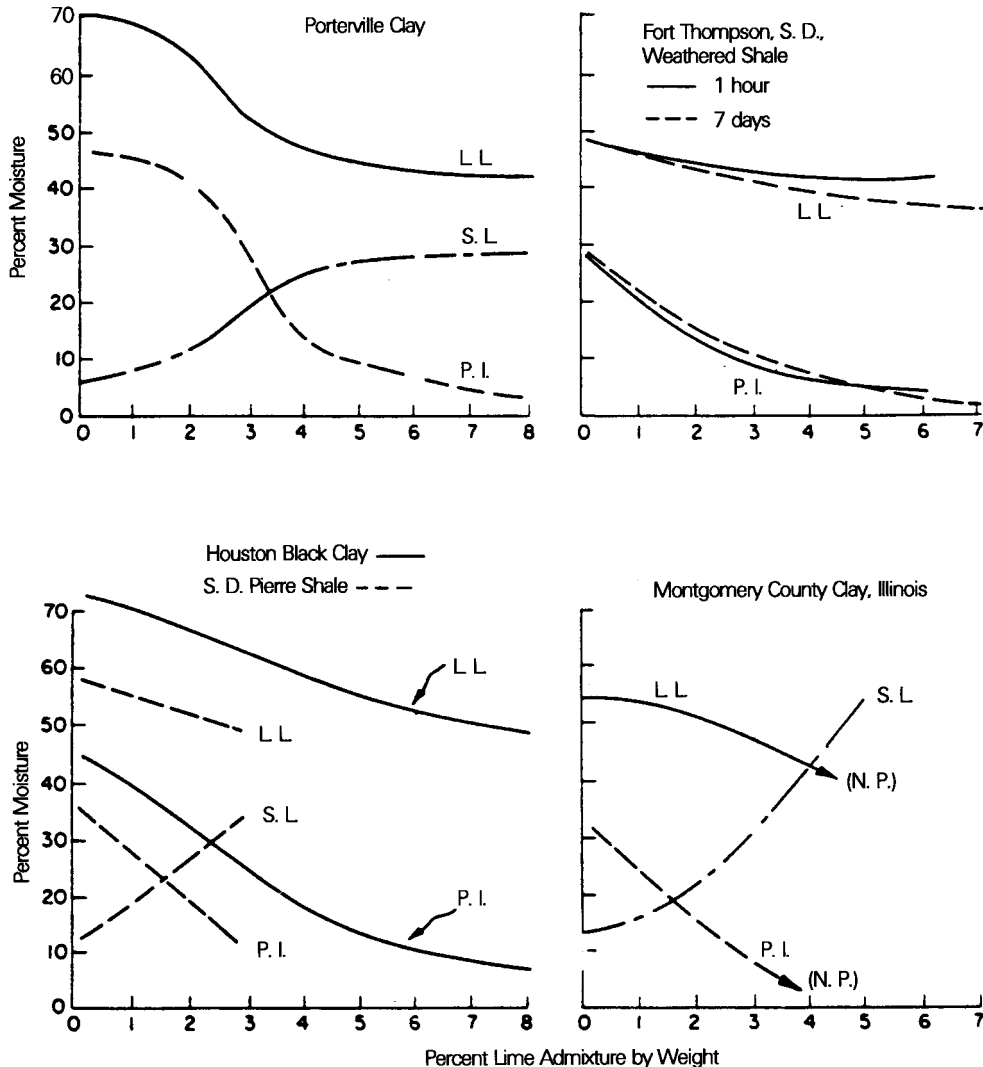 Porterville Clay
70
60
50
40
30
20
10
0
Percent Moisture
L. L.
S. L.
P. I.
0 1 2 3 4 5 6 7 8
Fort Thompson, S. D.,
Weathered Shale
1 hour
7 days
L. L.
P. I.
0 1 2 3 4 5 6 7
Houston Black Clay
S. D. Pierre Shale
70
60
50
40
30
20
10
0
Percent Moisture
L. L.
L. L.
S. L.
P. I.
P. I.
0 1 2 3 4 5 6 7 8
Montgomery County Clay, Illinois
L. L.
S. L.
(N. P.)
P. I.
(N. P.)
0 1 2 3 4 5 6 7
Percent Lime Admixture by Weight